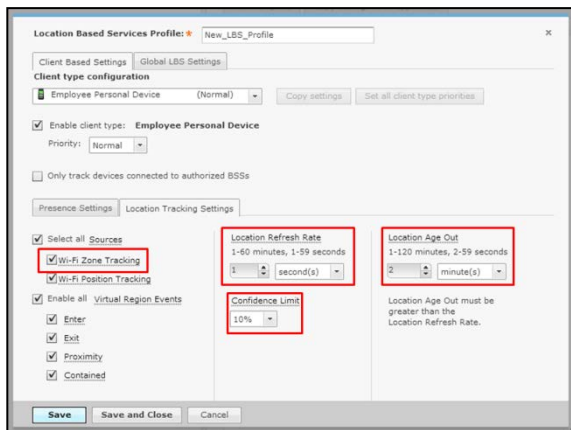 Location Based Services Profile:* New_LBS_Profile x
Client Based Settings Global LBS Settings
Client type configuration
Employee Personal Device (Normal) Copy settings Set all client type priorities
Enable client type: Employee Personal Device
Priority: Normal
Only track devices connected to authorized BSSs
Presence Settings Location Tracking Settings
Select all Sources
Wi-Fi Zone Tracking
Wi-Fi Position Tracking
Enable all Virtual Region Events
Enter
Exit
Proximity
Contained
Location Refresh Rate
1-60 minutes, 1-59 seconds
1 second(s)
Confidence Limit
10%
Location Age Out
1-120 minutes, 2-59 seconds
2 minute(s)
Location Age Out must be
greater than the
Location Refresh Rate.
Save Save and Close Cancel